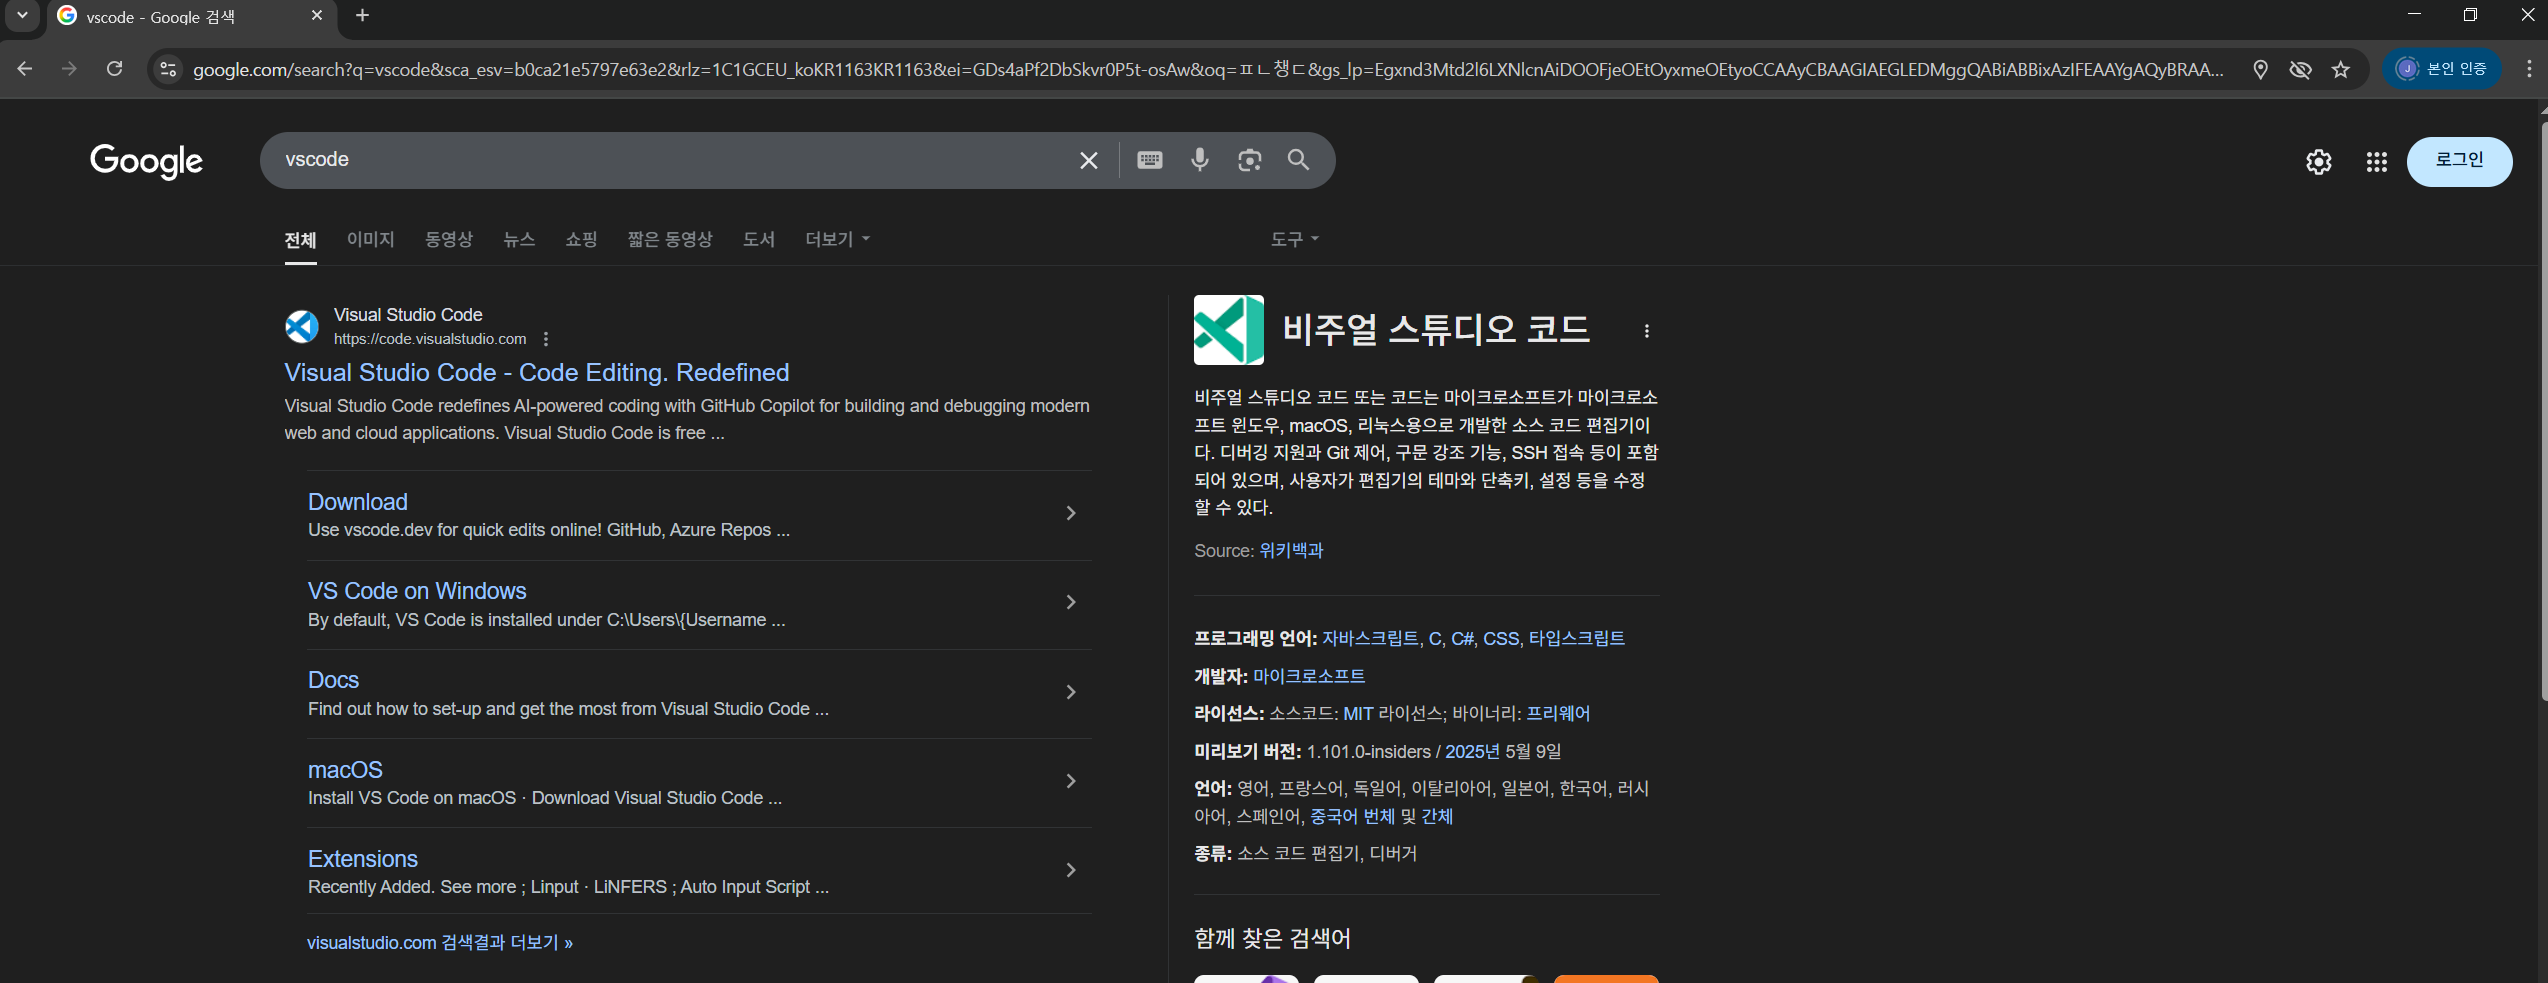 vscode - Google 검색
google.com/search?q=vscode&sca_esv=b0ca21e5797e63e2&rlz=1C1GCEU_koKR1163KR1163&ei=GDs4aPf2DbSkvr0P5t-osAw&oq=ㅍㄴ챙ㄷ&gs_lp=Egxnd3Mtd2l6LXNlcnAiDOOFjeOEtOyxmeOEtyoCCAAyCBAAGIAEGLEDMggQABiABBixAzIFEAAYgAQyBRAA...
본인 인증
Google
vscode
로그인
전체 이미지 동영상 뉴스 쇼핑 짧은 동영상 도서 더보기 도구
Visual Studio Code
https://code.visualstudio.com
Visual Studio Code - Code Editing. Redefined
Visual Studio Code redefines AI-powered coding with GitHub Copilot for building and debugging modern
web and cloud applications. Visual Studio Code is free ...
Download
Use vscode.dev for quick edits online! GitHub, Azure Repos ...
VS Code on Windows
By default, VS Code is installed under C:\Users\{Username ...
Docs
Find out how to set-up and get the most from Visual Studio Code ...
macOS
Install VS Code on macOS · Download Visual Studio Code ...
Extensions
Recently Added. See more ; Linput · LiNFERS ; Auto Input Script ...
visualstudio.com 검색결과 더보기 »
비주얼 스튜디오 코드
비주얼 스튜디오 코드 또는 코드는 마이크로소프트가 마이크로소
프트 윈도우, macOS, 리눅스용으로 개발한 소스 코드 편집기이
다. 디버깅 지원과 Git 제어, 구문 강조 기능, SSH 접속 등이 포함
되어 있으며, 사용자가 편집기의 테마와 단축키, 설정 등을 수정
할 수 있다.
Source: 위키백과
프로그래밍 언어: 자바스크립트, C, C#, CSS, 타입스크립트
개발자: 마이크로소프트
라이선스: 소스코드: MIT 라이선스; 바이너리: 프리웨어
미리보기 버전: 1.101.0-insiders / 2025년 5월 9일
언어: 영어, 프랑스어, 독일어, 이탈리아어, 일본어, 한국어, 러시
아어, 스페인어, 중국어 번체 및 간체
종류: 소스 코드 편집기, 디버거
함께 찾은 검색어